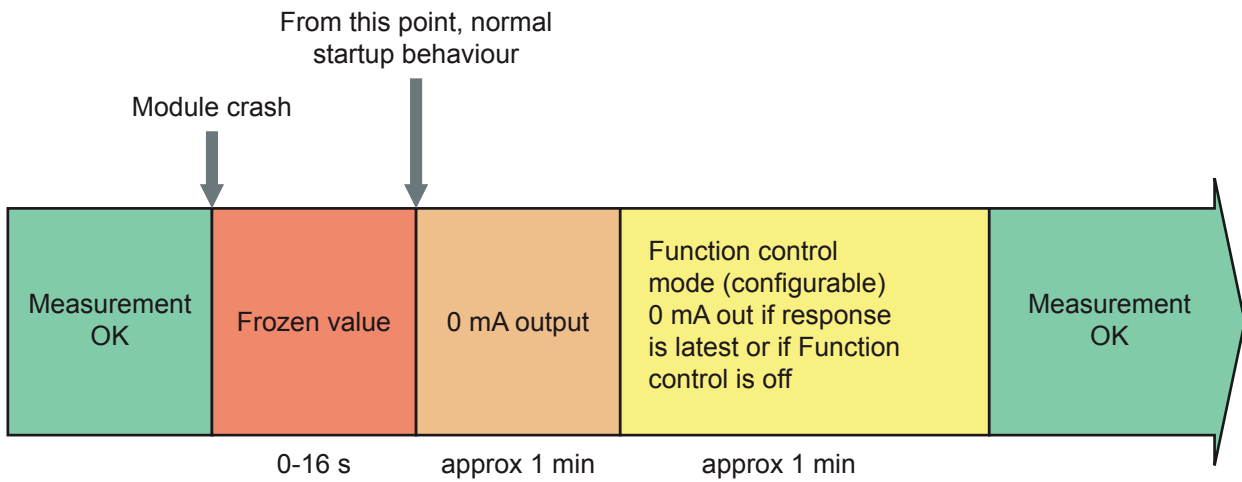 From this point, normal
startup behaviour
Module crash
Measurement
OK
Frozen value
0 mA output
Function control
mode (configurable)
0 mA out if response
is latest or if Function
control is off
Measurement
OK
0-16 s
approx 1 min
approx 1 min